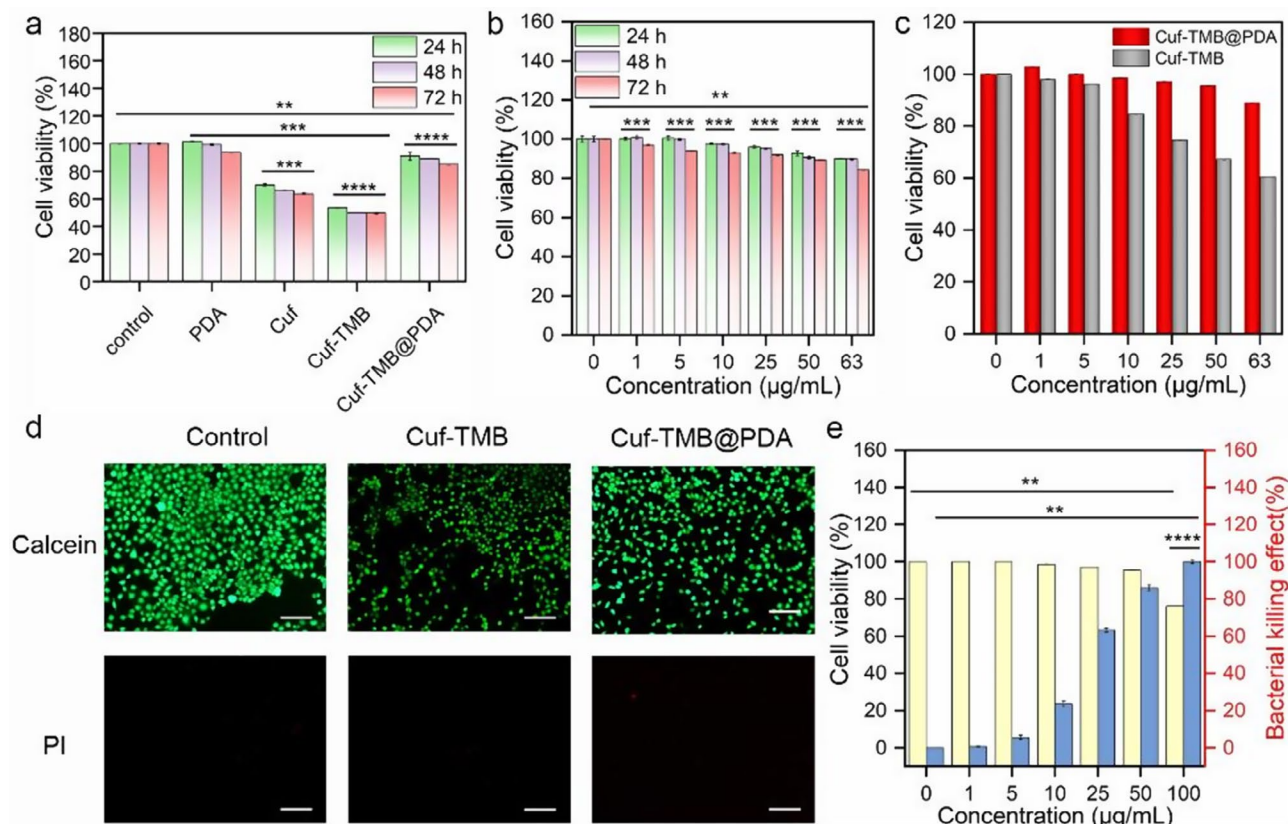 a
Cell viability (%)
180
160
140
120
100
80
60
40
20
0
24 h
48 h
72 h
**
***
***
****
****
control
PDA
Cuf
Cuf-TMB
Cuf-TMB@PDA
b
Cell viability (%)
160
140
120
100
80
60
40
20
0
24 h
48 h
72 h
**
*** *** *** *** *** ***
0 1 5 10 25 50 63
Concentration (µg/mL)
c
Cell viability (%)
120
100
80
60
40
20
0
Cuf-TMB@PDA
Cuf-TMB
0 1 5 10 25 50 63
Concentration (µg/mL)
d
Control Cuf-TMB Cuf-TMB@PDA
Calcein
PI
e
Cell viability (%)
160
140
120
100
80
60
40
20
0
**
**
****
160
140
120
100
80
60
40
20
0
Bacterial killing effect(%)
0 1 5 10 25 50 100
Concentration (µg/mL)